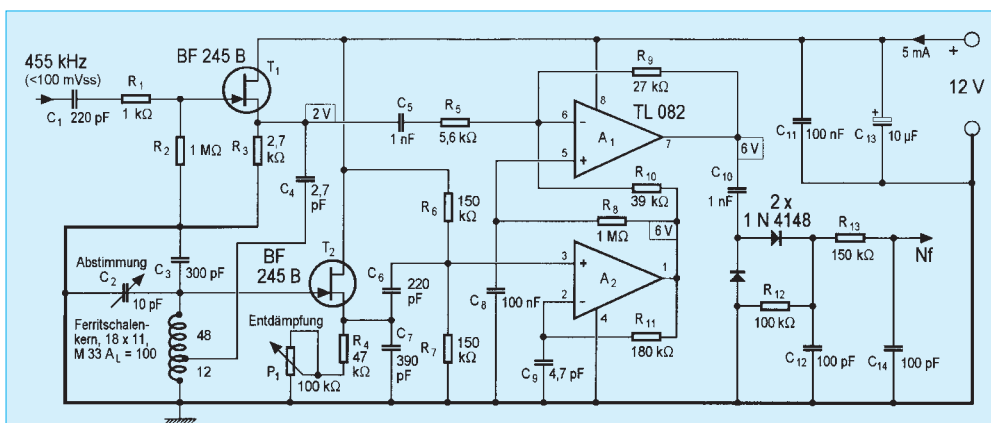 455 kHz
(<100 mVss)
C1 220 pF
R1
1 kΩ
BF 245 B
T1
R2 1 MΩ
R3 2,7 kΩ
2 V
C4
2,7 pF
C5
1 nF
R5
5,6 kΩ
R9
27 kΩ
TL 082
A1
6
5
7
8
6 V
R10
39 kΩ
R8
1 MΩ
6 V
R6 150 kΩ
Abstimmung
C2
10 pF
C3
300 pF
Ferritschalen-
kern, 18 x 11,
M 33 AL = 100
48
12
BF
245 B
T2
Entdämpfung
P1
100 kΩ
R4
47
kΩ
C6
220
pF
C7
390
pF
R7 150 kΩ
C8 100 nF
A2
3
2
1
4
R11
180 kΩ
C9 4,7 pF
C10
1 nF
2 x
1 N 4148
R13
150 kΩ
Nf
R12
100 kΩ
C12 100 pF
C14 100 pF
C11 100 nF
C13 10 µF
+
5 mA
+
12 V